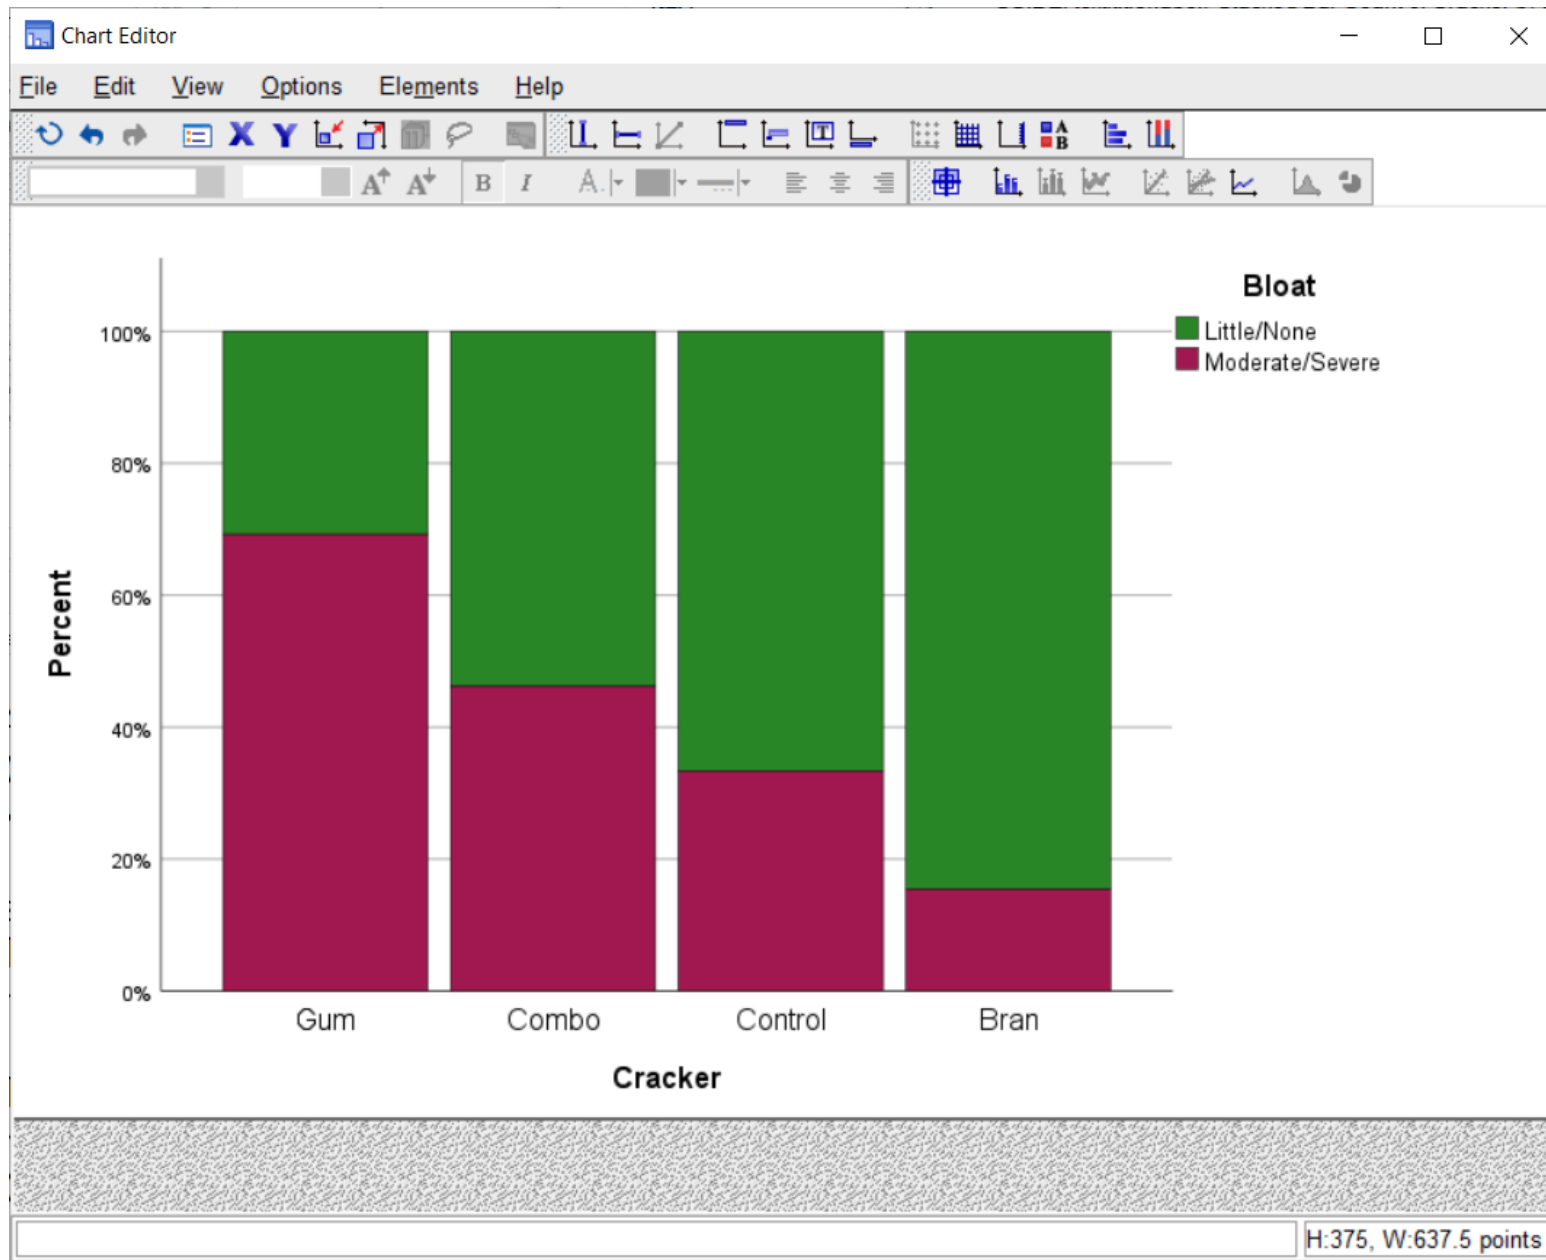 Chart Editor
File Edit View Options Elements Help
X Y T A B
A A B I A
Bloat
Little/None
Moderate/Severe
100%
80%
60%
40%
20%
0%
Percent
Gum Combo Control Bran
Cracker
H:375, W:637.5 points